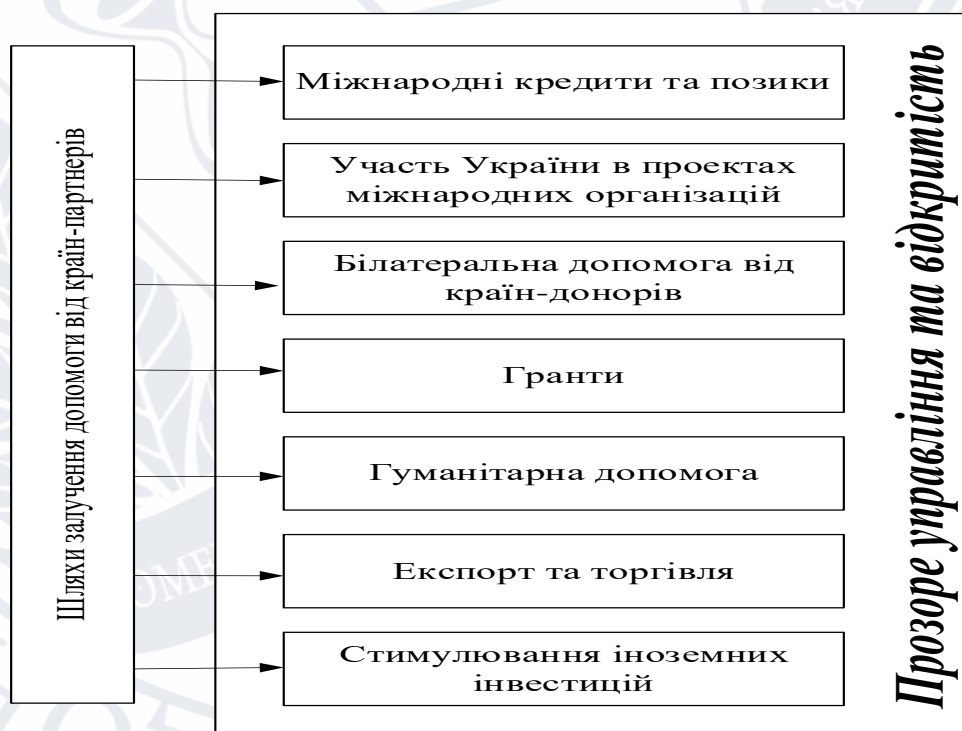 Шляхи залучення допомоги від країн-партнерів
Міжнародні кредити та позики
Участь України в проектах
міжнародних організацій
Білатеральна допомога від
країн-донорів
Гранти
Гуманітарна допомога
Експорт та торгівля
Стимулювання іноземних
інвестицій
Прозоре управління та відкритість